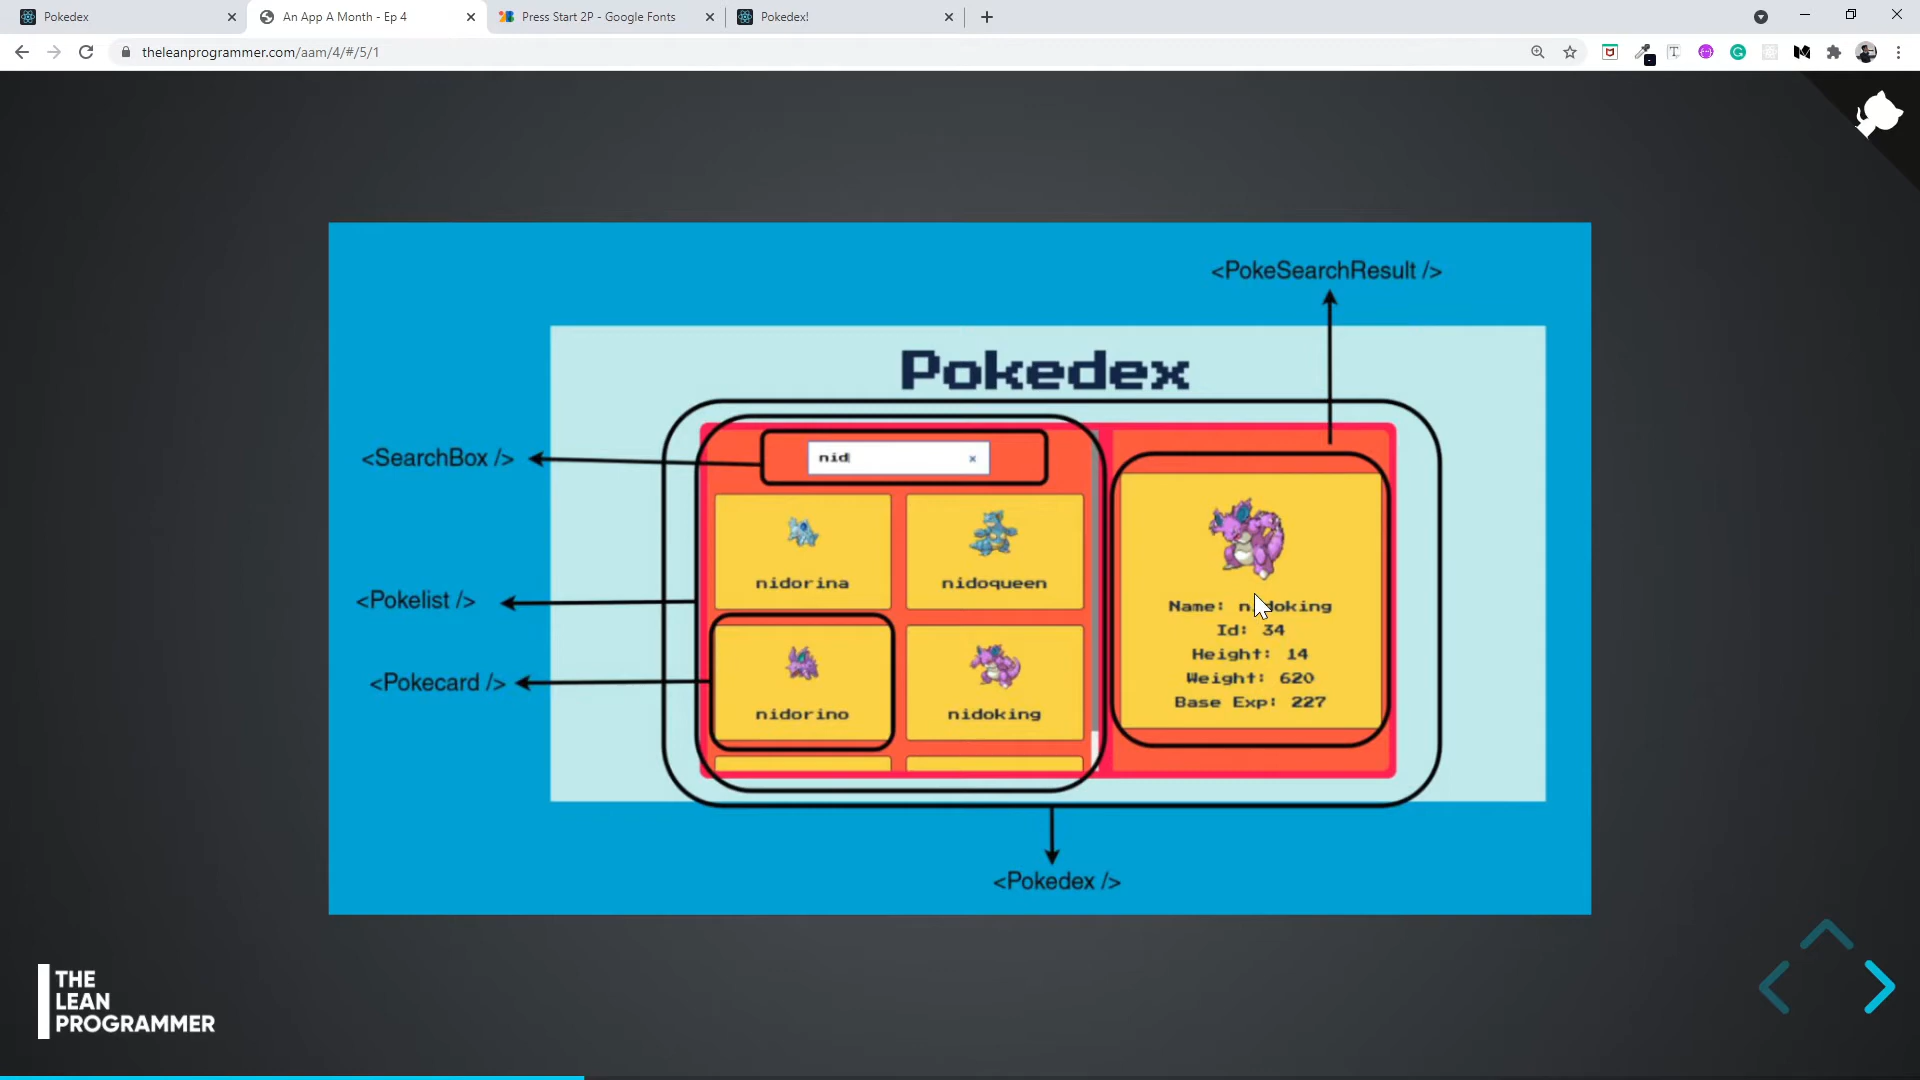 Pokedex
An App A Month - Ep 4
Press Start 2P - Google Fonts
Pokedex!
theleanprogrammer.com/aam/4/#/5/1
<PokeSearchResult />
Pokedex
<SearchBox />
nid
×
nidorina
nidoqueen
<Pokelist />
<Pokecard />
nidorino
nidoking
Name: nidoking
Id: 34
Height: 14
Weight: 620
Base Exp: 227
<Pokedex />
THE
LEAN
PROGRAMMER